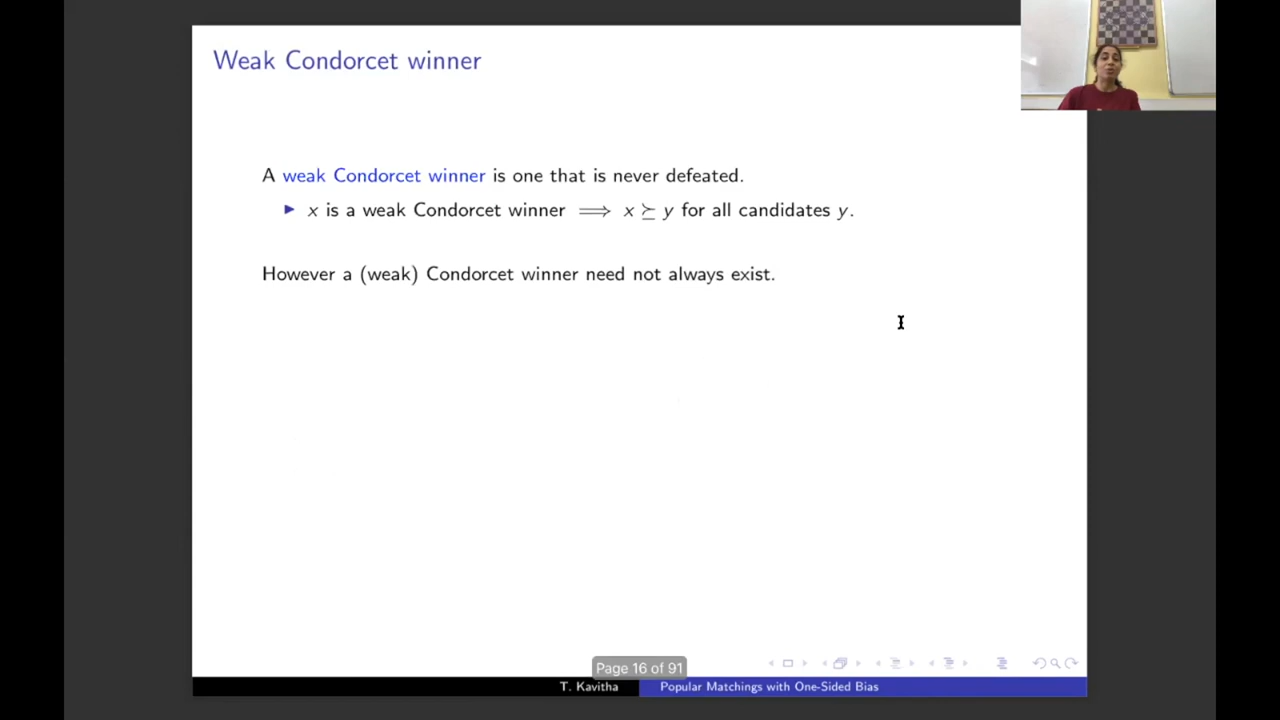 Weak Condorcet winner
A weak Condorcet winner is one that is never defeated.
▶ x is a weak Condorcet winner ⟹ x ⪰ y for all candidates y.
However a (weak) Condorcet winner need not always exist.
Page 16 of 91
T. Kavitha Popular Matchings with One-Sided Bias